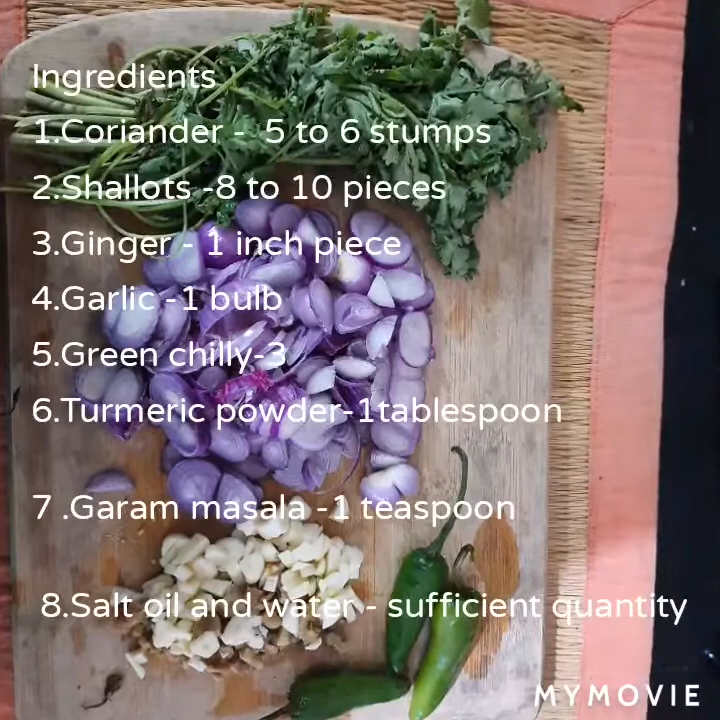 Ingredients
1.Coriander - 5 to 6 stumps
2.Shallots -8 to 10 pieces
3.Ginger - 1 inch piece
4.Garlic -1 bulb
5.Green chilly-3
6.Turmeric powder-1tablespoon
7 .Garam masala -1 teaspoon
8.Salt oil and water - sufficient quantity
MYMOVIE